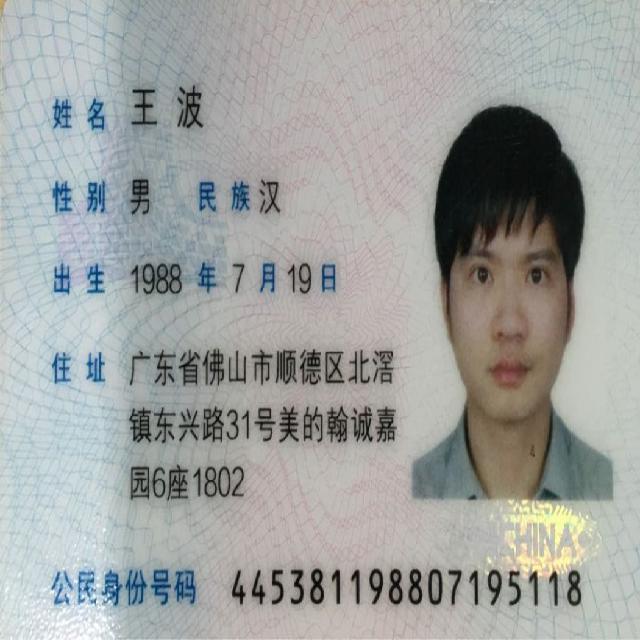 姓名 王波
性别 男 民族 汉
出生 1988 年 7 月 19 日
住址 广东省佛山市顺德区北滘
镇东兴路31号美的翰诚嘉
园6座1802
CHINA
公民身份号码 445381198807195118